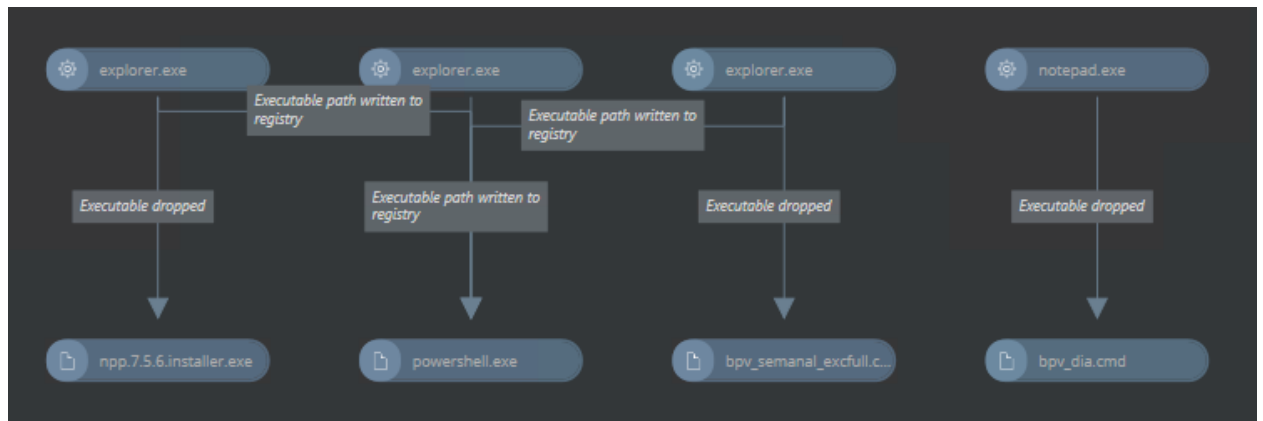 explorer.exe
explorer.exe
explorer.exe
notepad.exe
Executable path written to
registry
Executable path written to
registry
Executable dropped
Executable path written to
registry
Executable dropped
Executable dropped
npp.7.5.6.installer.exe
powershell.exe
bpv_semanal_excfull.c...
bpv_dia.cmd